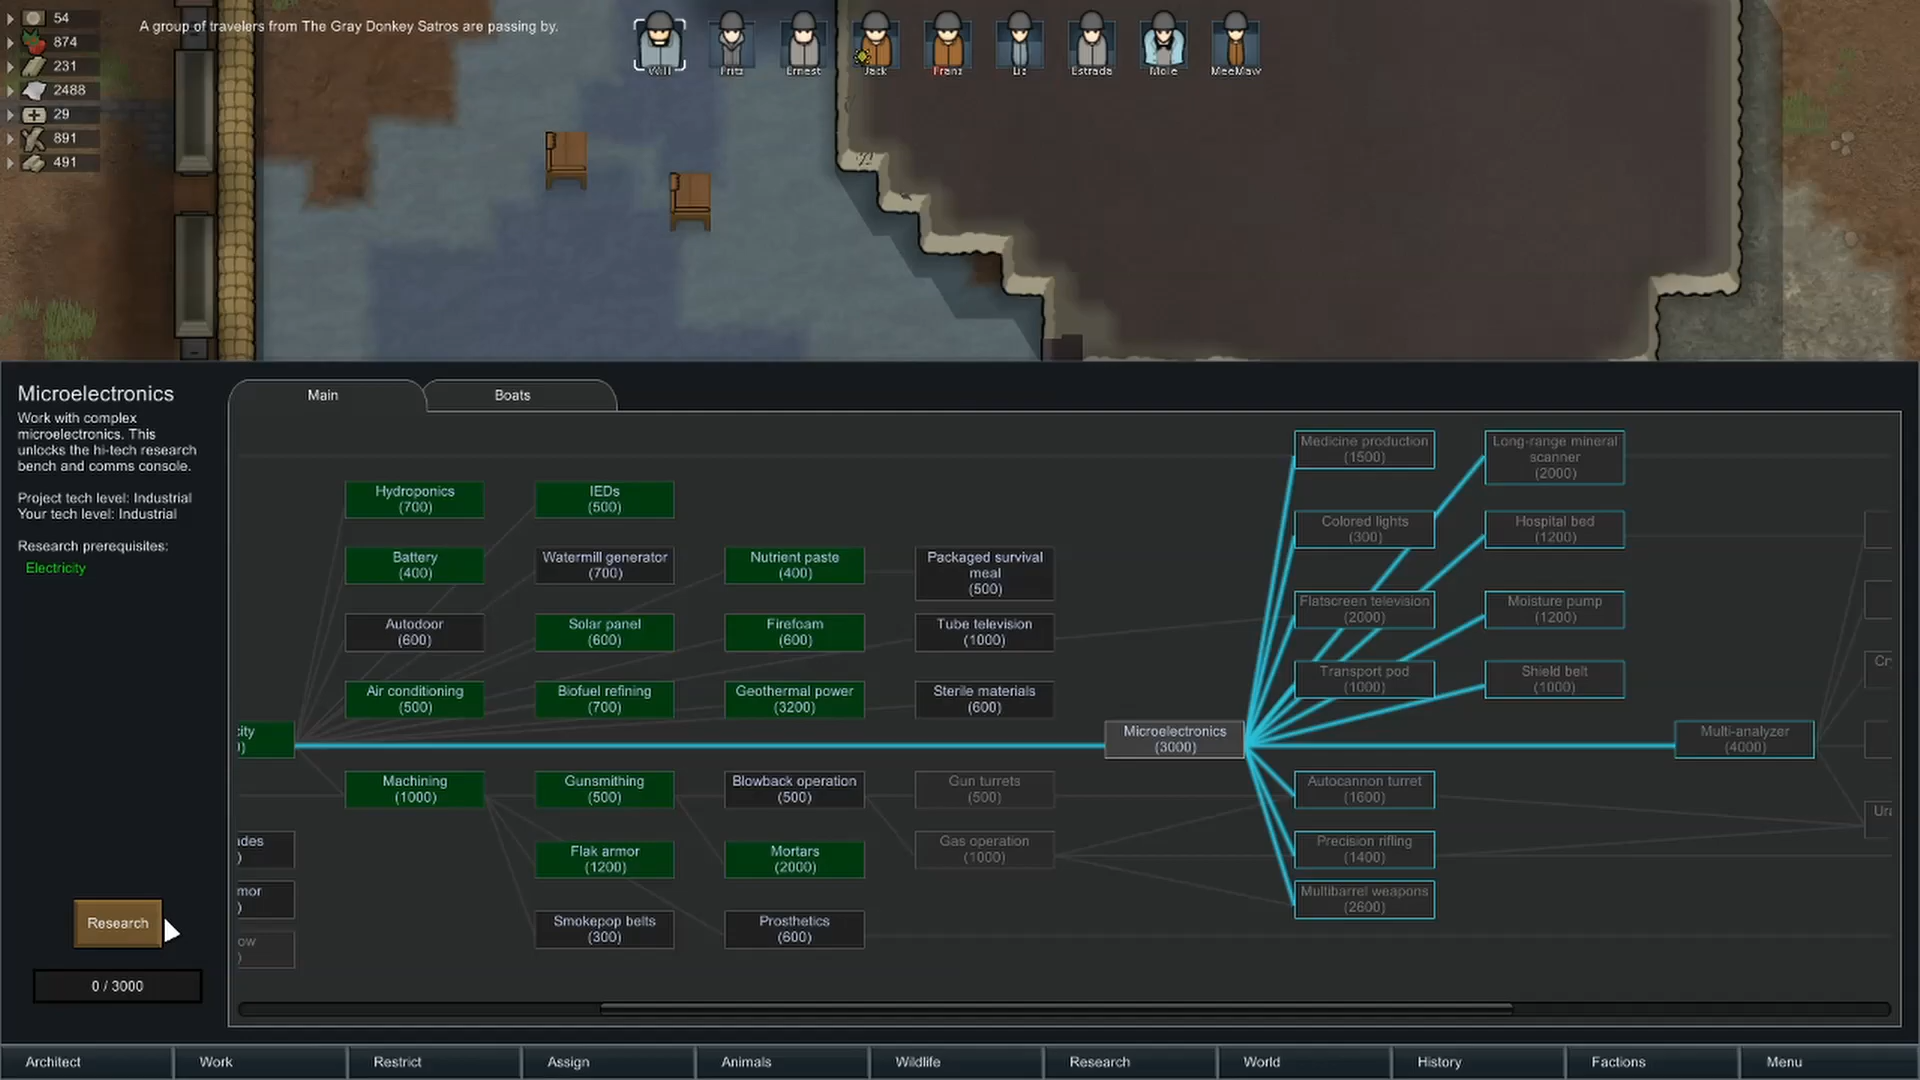 54
874
231
2488
29
891
491
A group of travelers from The Gray Donkey Satros are passing by.
Will
Fritz
Ernest
Jack
Franz
Liz
Estrada
Mole
MeeMaw
Microelectronics
Work with complex
microelectronics. This
unlocks the hi-tech research
bench and comms console.
Project tech level: Industrial
Your tech level: Industrial
Research prerequisites:
Electricity
Research
0 / 3000
Main
Boats
Hydroponics
(700)
IEDs
(500)
Battery
(400)
Watermill generator
(700)
Nutrient paste
(400)
Packaged survival
meal
(500)
Autodoor
(600)
Solar panel
(600)
Firefoam
(600)
Tube television
(1000)
Air conditioning
(500)
Biofuel refining
(700)
Geothermal power
(3200)
Sterile materials
(600)
city
)
Machining
(1000)
Gunsmithing
(500)
Blowback operation
(500)
Gun turrets
(500)
ades
)
Flak armor
(1200)
Mortars
(2000)
Gas operation
(1000)
mor
)
Smokepop belts
(300)
Prosthetics
(600)
ow
)
Microelectronics
(3000)
Medicine production
(1500)
Long-range mineral
scanner
(2000)
Colored lights
(300)
Hospital bed
(1200)
Flatscreen television
(2000)
Moisture pump
(1200)
Transport pod
(1000)
Shield belt
(1000)
Multi-analyzer
(4000)
Autocannon turret
(1600)
Precision rifling
(1400)
Multibarrel weapons
(2600)
Cr
Ura
Architect
Work
Restrict
Assign
Animals
Wildlife
Research
World
History
Factions
Menu